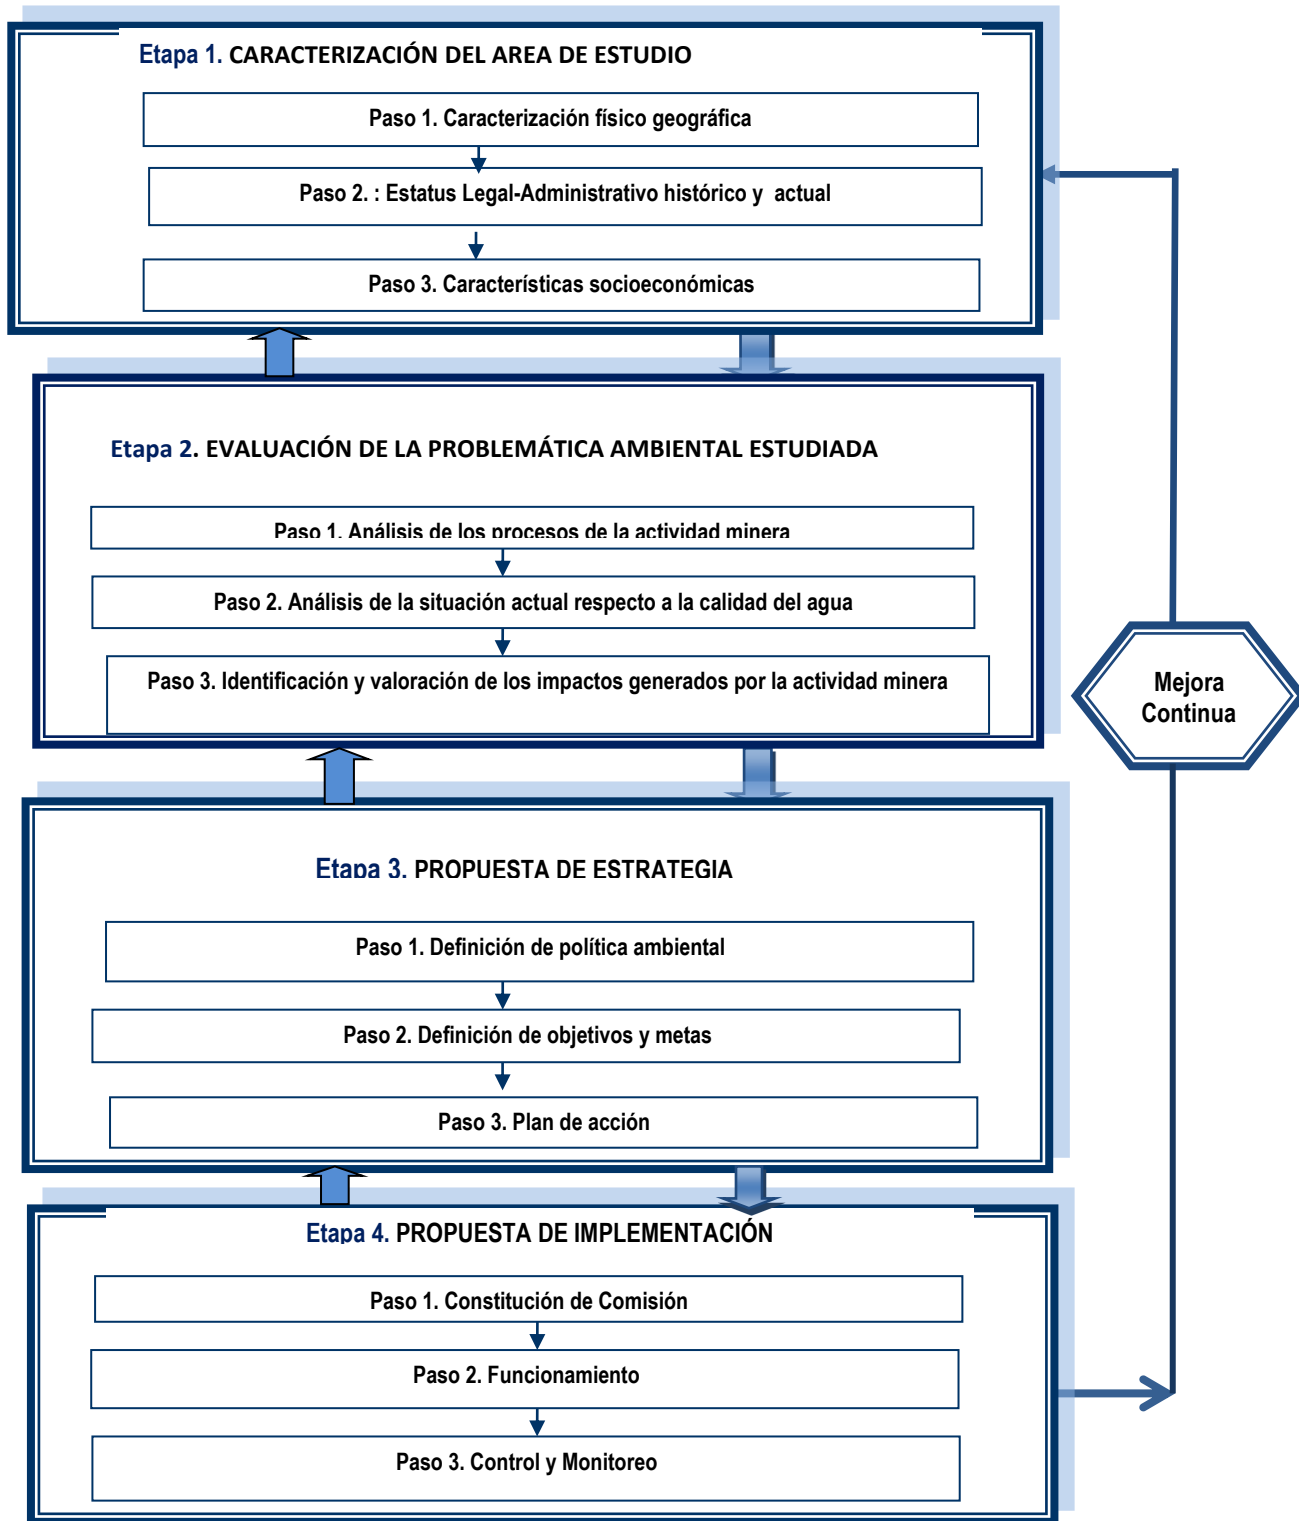 Etapa 1. CARACTERIZACIÓN DEL AREA DE ESTUDIO
Paso 1. Caracterización físico geográfica
Paso 2. : Estatus Legal-Administrativo histórico y actual
Paso 3. Características socioeconómicas
Etapa 2. EVALUACIÓN DE LA PROBLEMÁTICA AMBIENTAL ESTUDIADA
Paso 1. Análisis de los procesos de la actividad minera
Paso 2. Análisis de la situación actual respecto a la calidad del agua
Paso 3. Identificación y valoración de los impactos generados por la actividad minera
Mejora
Continua
Etapa 3. PROPUESTA DE ESTRATEGIA
Paso 1. Definición de política ambiental
Paso 2. Definición de objetivos y metas
Paso 3. Plan de acción
Etapa 4. PROPUESTA DE IMPLEMENTACIÓN
Paso 1. Constitución de Comisión
Paso 2. Funcionamiento
Paso 3. Control y Monitoreo